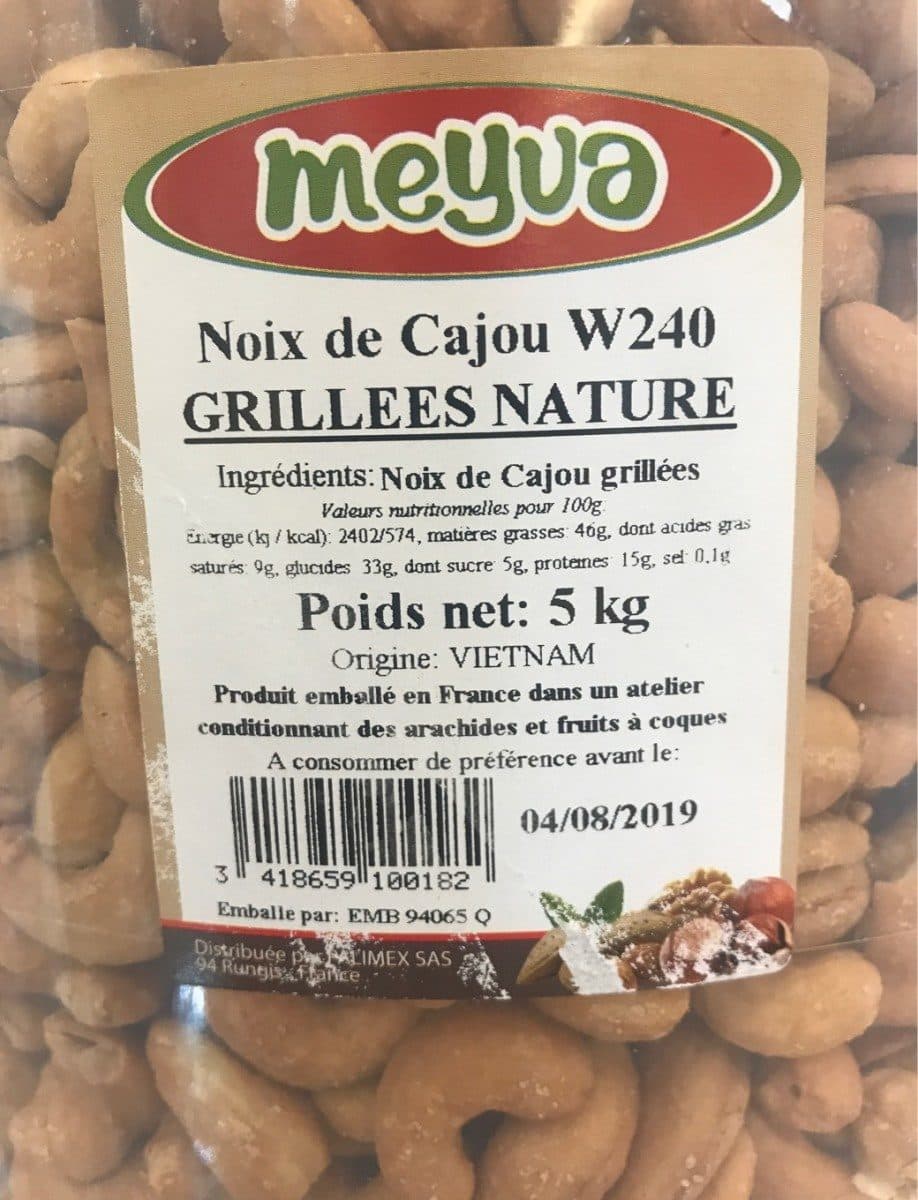 meyva
Noix de Cajou W240
GRILLEES NATURE
Ingrédients: Noix de Cajou grillées
Valeurs nutritionnelles pour 100g:
Énergie (kj / kcal): 2402/574, matières grasses: 46g, dont acides gras
saturés: 9g, glucides 33g, dont sucre 5g, proteines 15g, sel 0.1g
Poids net: 5 kg
Origine: VIETNAM
Produit emballé en France dans un atelier
conditionnant des arachides et fruits à coques
A consommer de préférence avant le:
04/08/2019
3 418659 100182
Emballe par: EMB 94065 Q
Distribuée par PALIMEX SAS
94 Rungis France